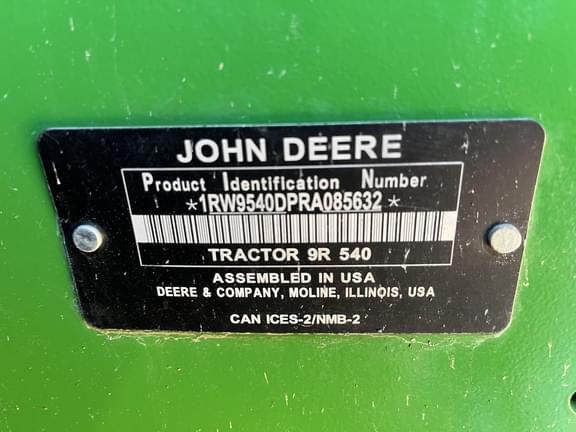 JOHN DEERE
Product Identification Number
*1RW9540DPRA085632*
TRACTOR 9R 540
ASSEMBLED IN USA
DEERE & COMPANY, MOLINE, ILLINOIS, USA
CAN ICES-2/NMB-2